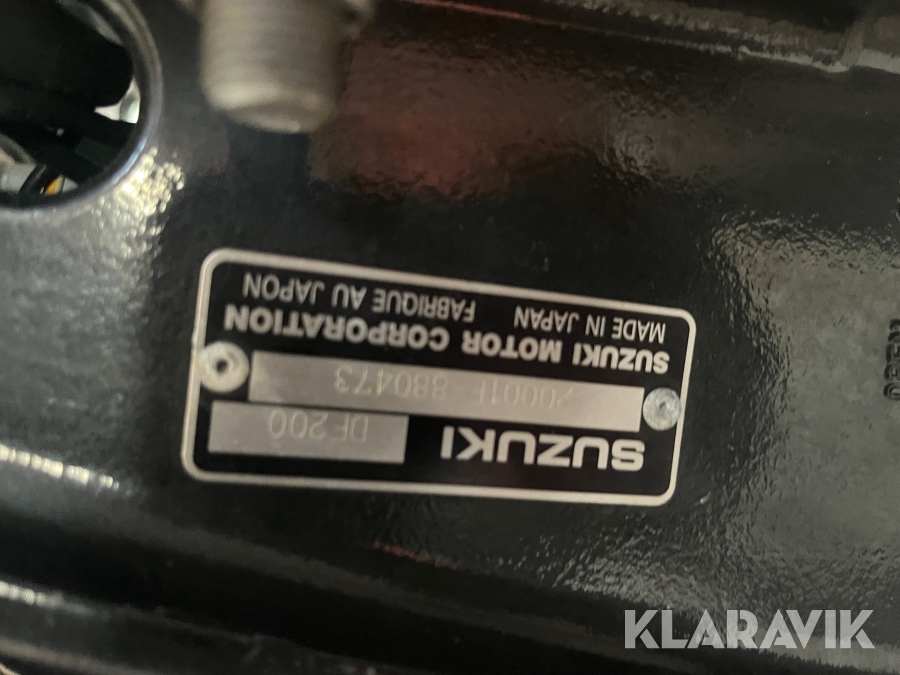 SUZUKI DF200
20001F-880473
SUZUKI MOTOR CORPORATION
MADE IN JAPAN FABRIQUE AU JAPON
KLARAVIK